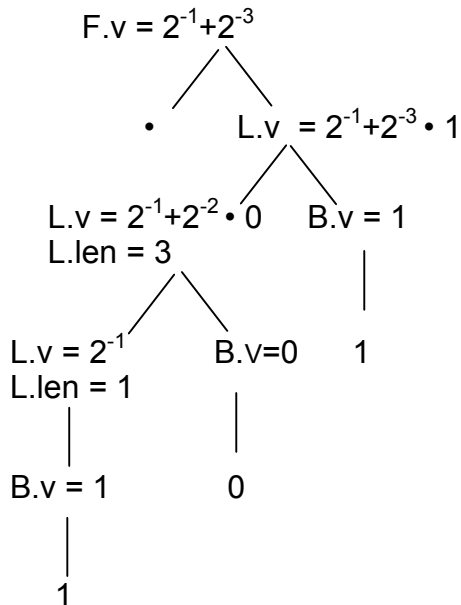 F.v = 2⁻¹+2⁻³
• L.v = 2⁻¹+2⁻³ • 1
L.v = 2⁻¹+2⁻² • 0 B.v = 1
L.len = 3
L.v = 2⁻¹ B.v=0 1
L.len = 1
B.v = 1 0
1